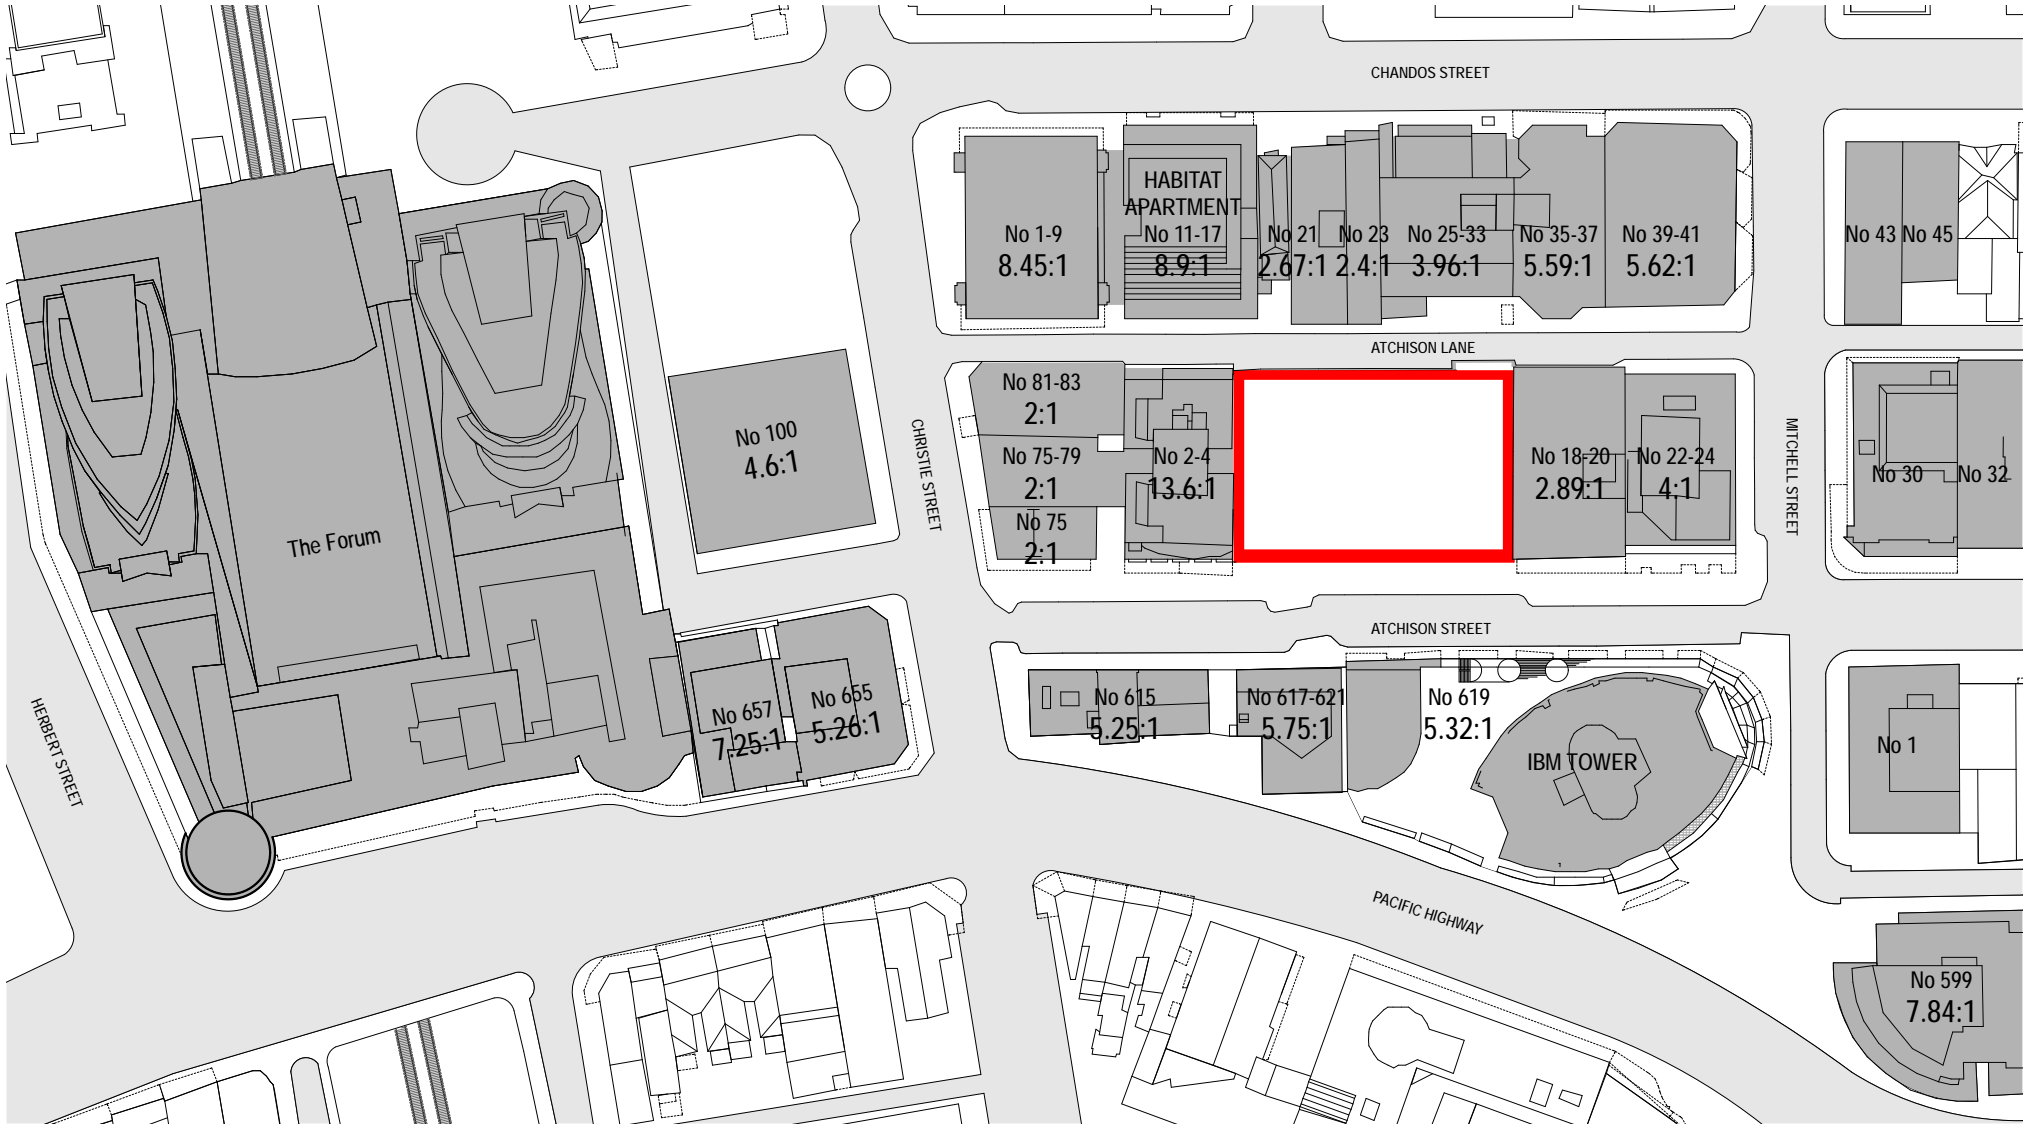 CHANDOS STREET
HABITAT
APARTMENT
No 1-9
8.45:1
No 11-17
8.9:1
No 21
2.67:1
No 23
2.4:1
No 25-33
3.96:1
No 35-37
5.59:1
No 39-41
5.62:1
No 43
No 45
ATCHISON LANE
No 81-83
2:1
No 75-79
2:1
No 75
2:1
No 2-4
13.6:1
No 18-20
2.89:1
No 22-24
4:1
No 30
No 32
CHRISTIE STREET
MITCHELL STREET
No 100
4.6:1
The Forum
ATCHISON STREET
No 657
7.25:1
No 655
5.26:1
No 615
5.25:1
No 617-621
5.75:1
No 619
5.32:1
IBM TOWER
No 1
HERBERT STREET
PACIFIC HIGHWAY
No 599
7.84:1